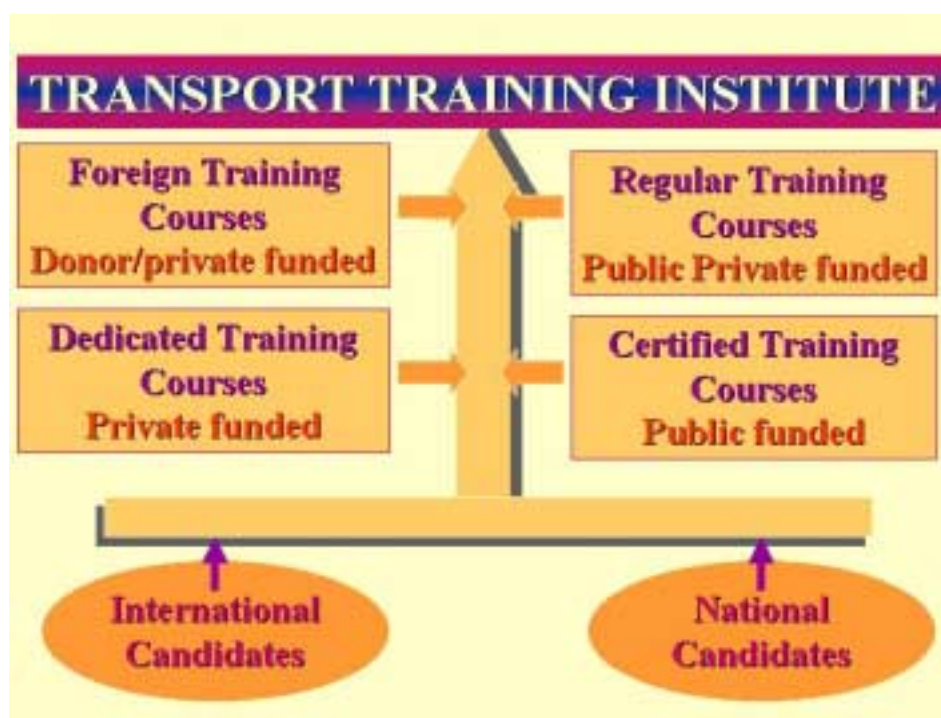 TRANSPORT TRAINING INSTITUTE
Foreign Training
Courses
Donor/private funded
Regular Training
Courses
Public Private funded
Dedicated Training
Courses
Private funded
Certified Training
Courses
Public funded
International
Candidates
National
Candidates